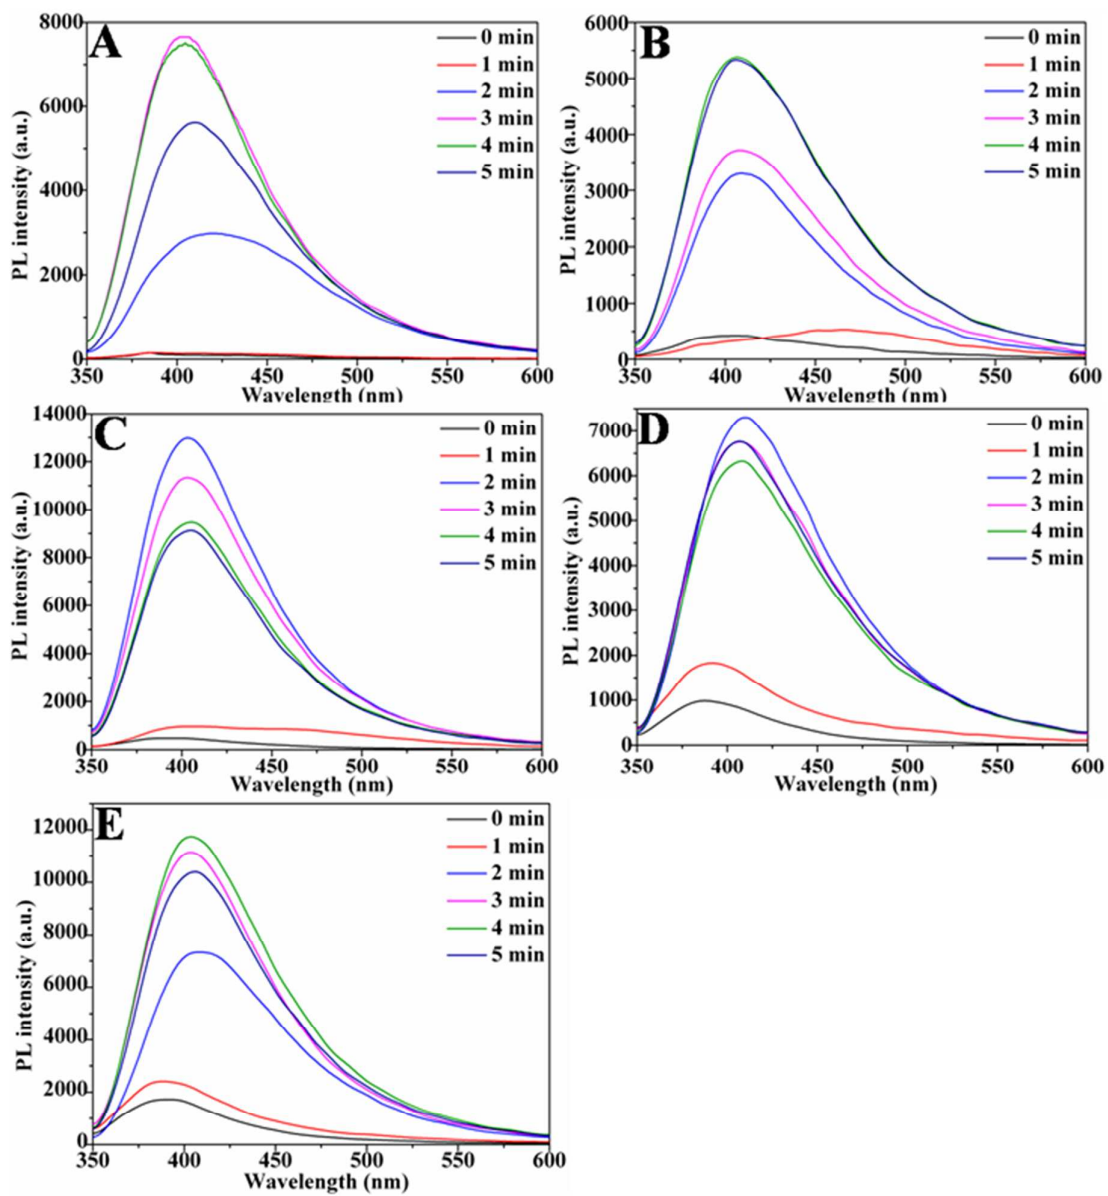 A
PL intensity (a.u.)
8000
6000
4000
2000
0
350 400 450 500 550 600
Wavelength (nm)
0 min
1 min
2 min
3 min
4 min
5 min
B
PL intensity (a.u.)
6000
5000
4000
3000
2000
1000
0
350 400 450 500 550 600
Wavelength (nm)
0 min
1 min
2 min
3 min
4 min
5 min
C
PL intensity (a.u.)
14000
12000
10000
8000
6000
4000
2000
0
350 400 450 500 550 600
Wavelength (nm)
0 min
1 min
2 min
3 min
4 min
5 min
D
PL intensity (a.u.)
7000
6000
5000
4000
3000
2000
1000
0
350 400 450 500 550 600
Wavelength (nm)
0 min
1 min
2 min
3 min
4 min
5 min
E
PL intensity (a.u.)
12000
10000
8000
6000
4000
2000
0
350 400 450 500 550 600
Wavelength (nm)
0 min
1 min
2 min
3 min
4 min
5 min